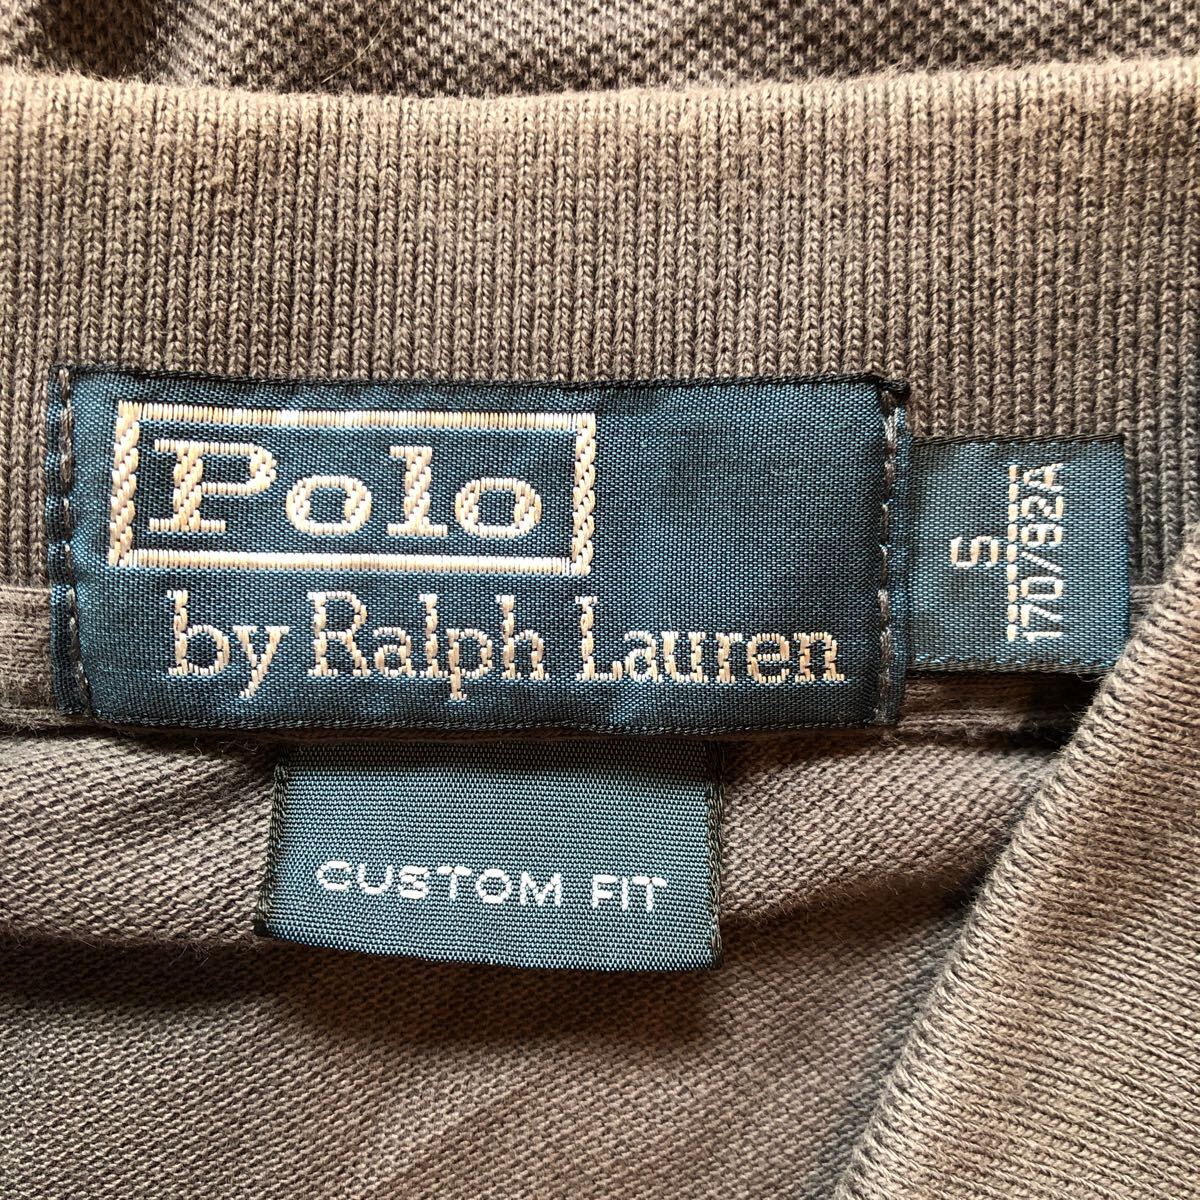 Polo
by Ralph Lauren
S
170/92A
CUSTOM FIT